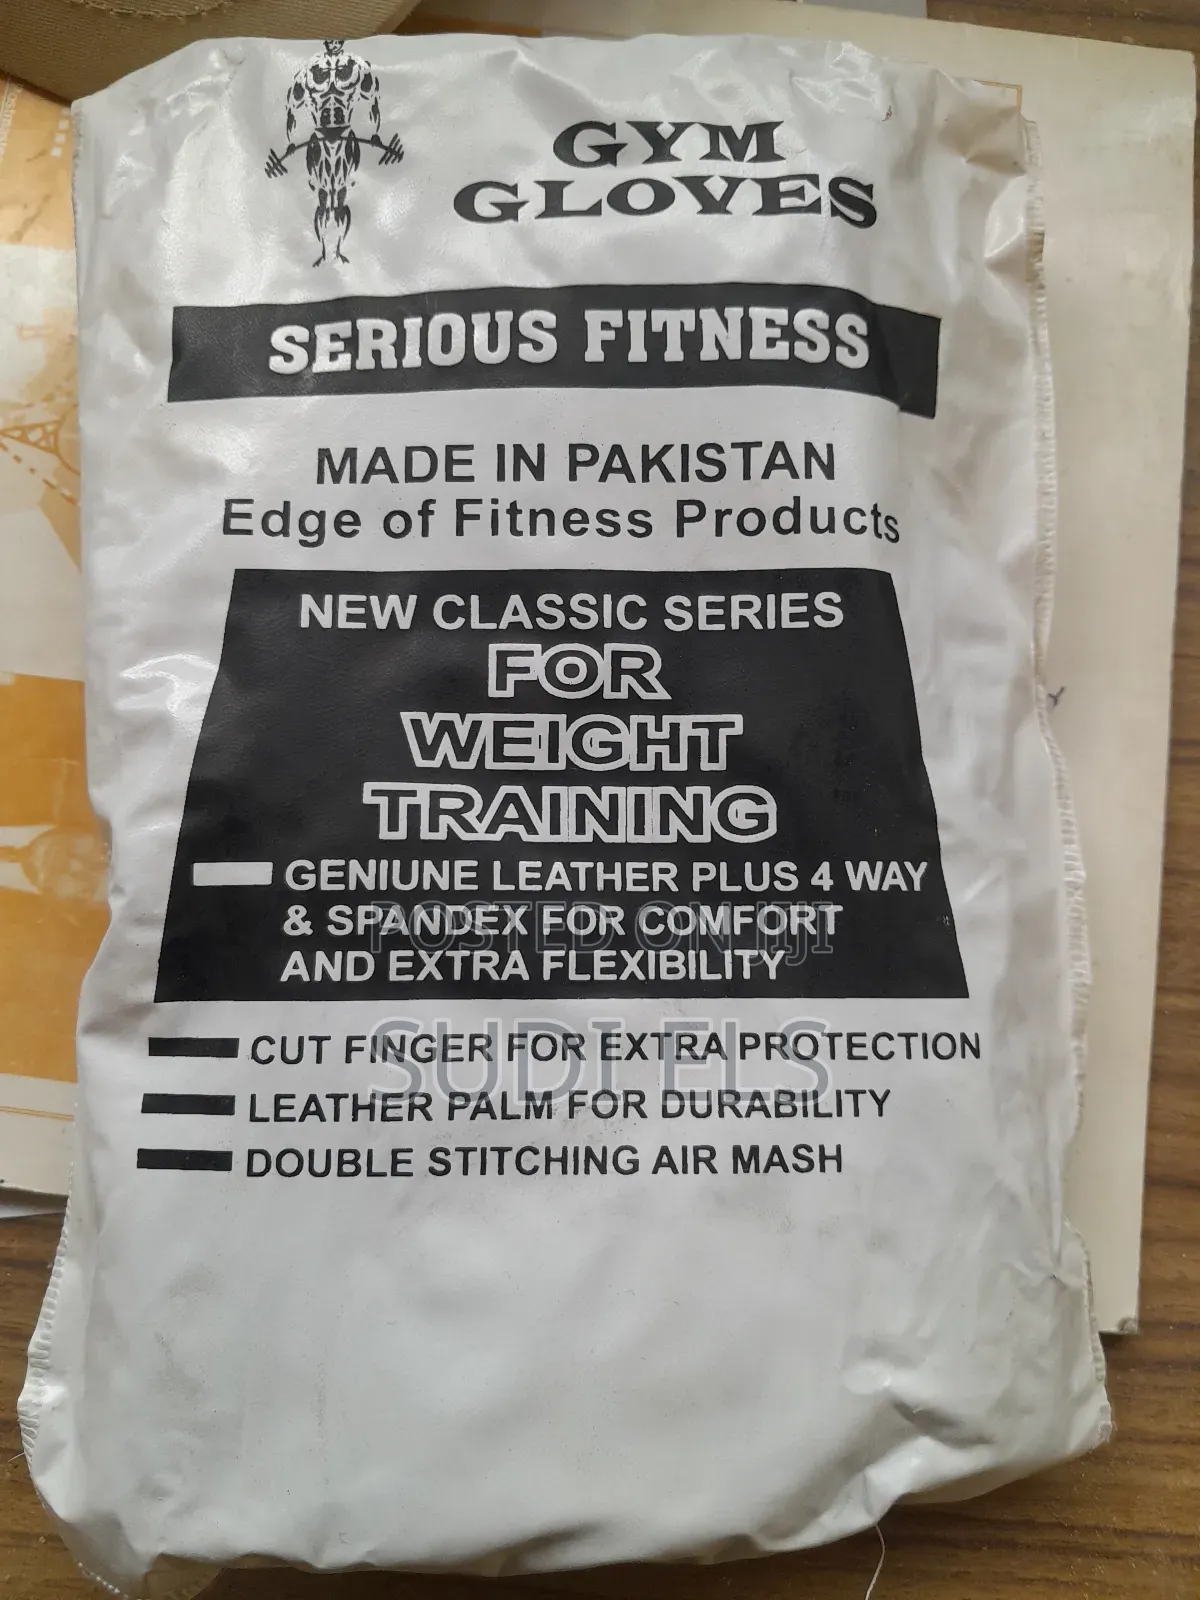 GYM
GLOVES
SERIOUS FITNESS
MADE IN PAKISTAN
Edge of Fitness Products
NEW CLASSIC SERIES
FOR
WEIGHT
TRAINING
GENIUNE LEATHER PLUS 4 WAY
& SPANDEX FOR COMFORT
POSTED ON JIJI
AND EXTRA FLEXIBILITY
SUDI ELS
CUT FINGER FOR EXTRA PROTECTION
LEATHER PALM FOR DURABILITY
DOUBLE STITCHING AIR MASH